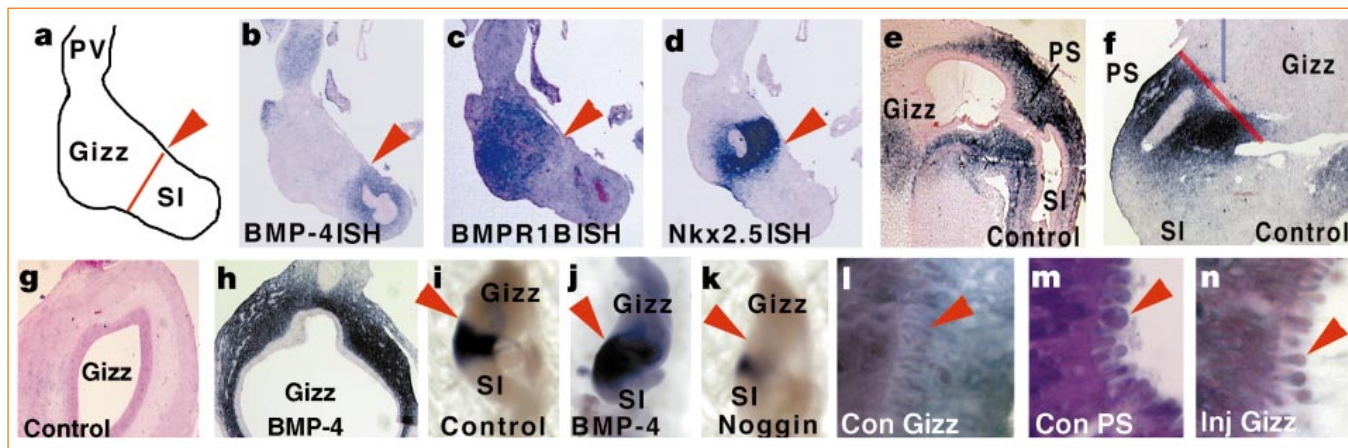 a
PV
Gizz
SI
b
BMP-4 ISH
c
BMPR1B ISH
d
Nkx2.5 ISH
e
PS
Gizz
SI
Control
f
PS
Gizz
SI
Control
g
Gizz
Control
h
Gizz
BMP-4
i
Gizz
SI
Control
j
Gizz
SI
BMP-4
k
Gizz
SI
Noggin
l
Con Gizz
m
Con PS
n
Inj Gizz